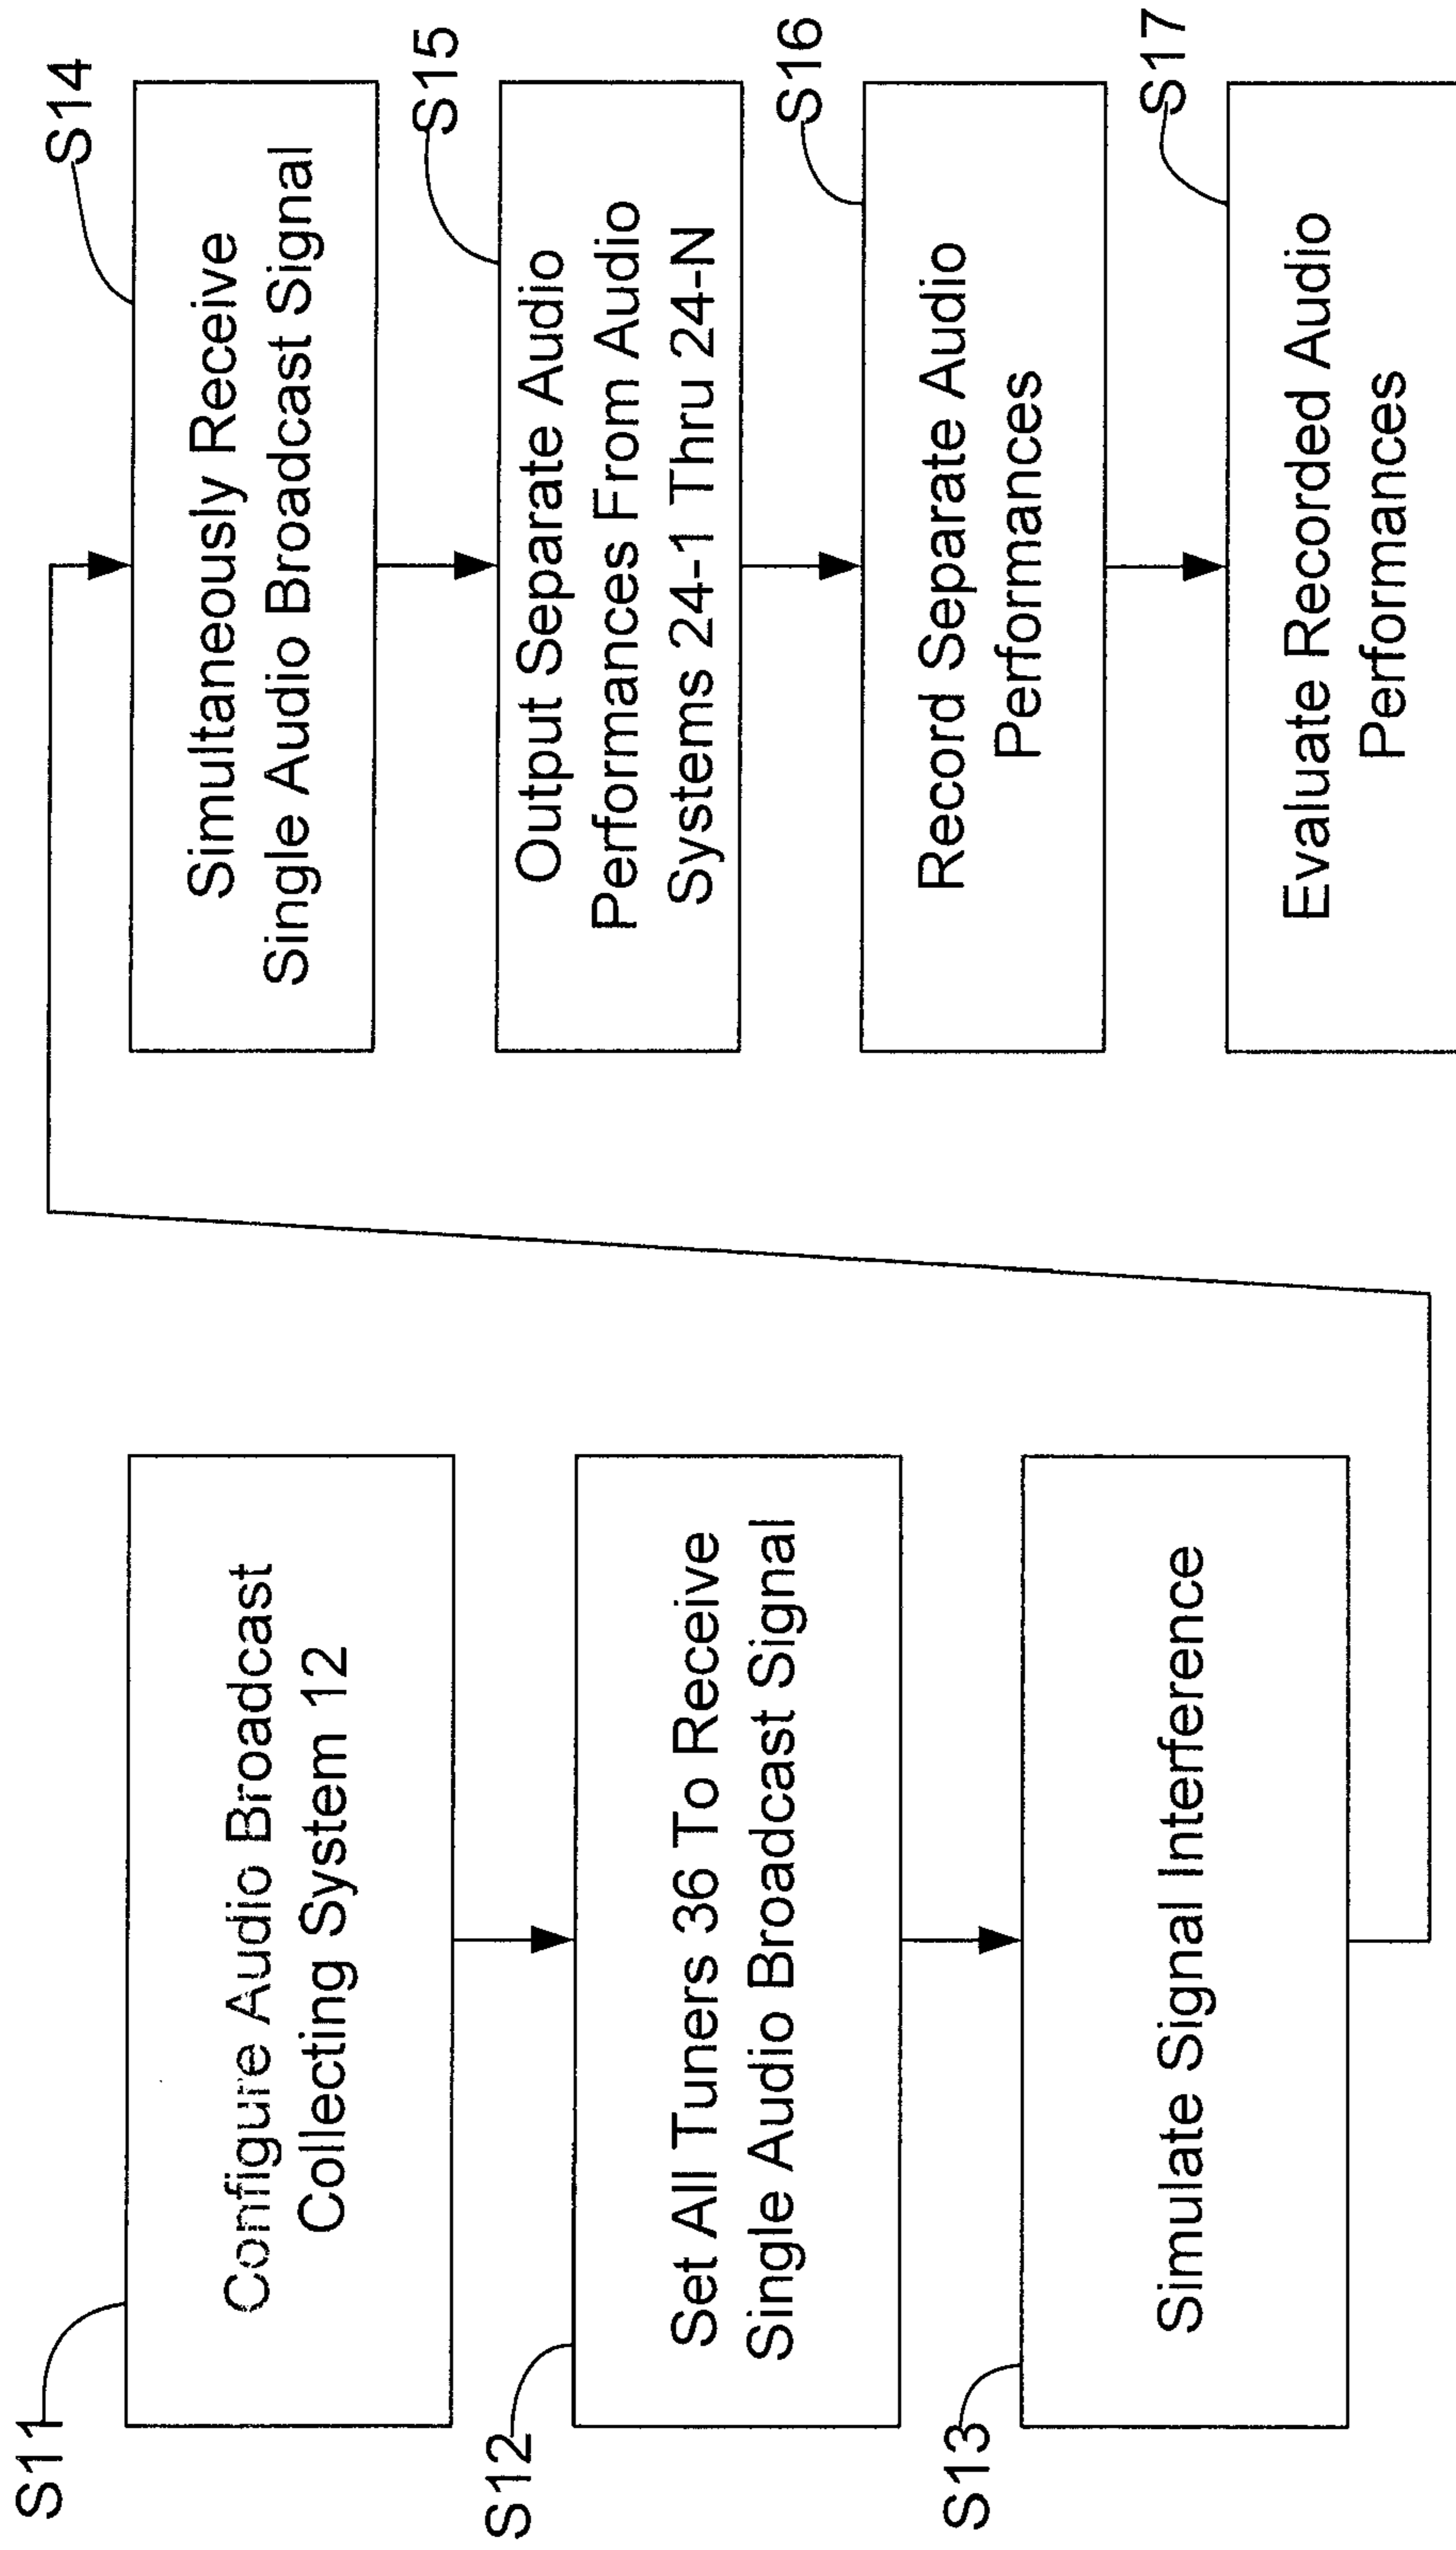 S11
Configure Audio Broadcast
Collecting System 12
S12
Set All Tuners 36 To Receive
Single Audio Broadcast Signal
S13
Simulate Signal Interference
S14
Simultaneously Receive
Single Audio Broadcast Signal
S15
Output Separate Audio
Performances From Audio
Systems 24-1 Thru 24-N
S16
Record Separate Audio
Performances
S17
Evaluate Recorded Audio
Performances